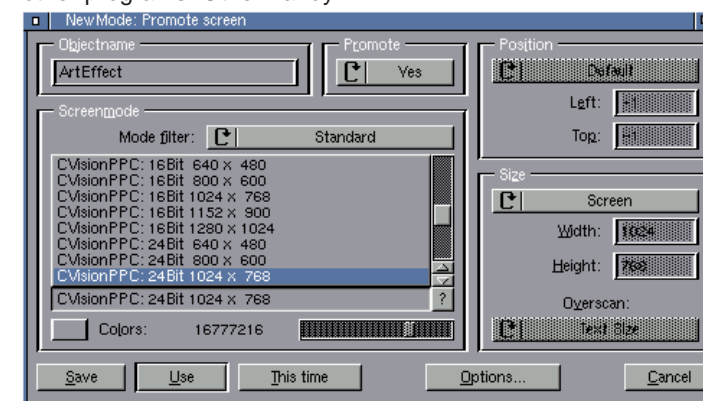 NewMode: Promote screen
Objectname
ArtEffect
Promote
Yes
Screenmode
Mode filter:
Standard
CVisionPPC: 16Bit 640 x 480
CVisionPPC: 16Bit 800 x 600
CVisionPPC: 16Bit 1024 x 768
CVisionPPC: 16Bit 1152 x 900
CVisionPPC: 16Bit 1280 x 1024
CVisionPPC: 24Bit 640 x 480
CVisionPPC: 24Bit 800 x 600
CVisionPPC: 24Bit 1024 x 768
CVisionPPC: 24Bit 1024 x 768
?
Colors: 16777216
Position
Default
Left: -1
Top: -1
Size
Screen
Width: 1024
Height: 768
Overscan:
Text Size
Save
Use
This time
Options...
Cancel